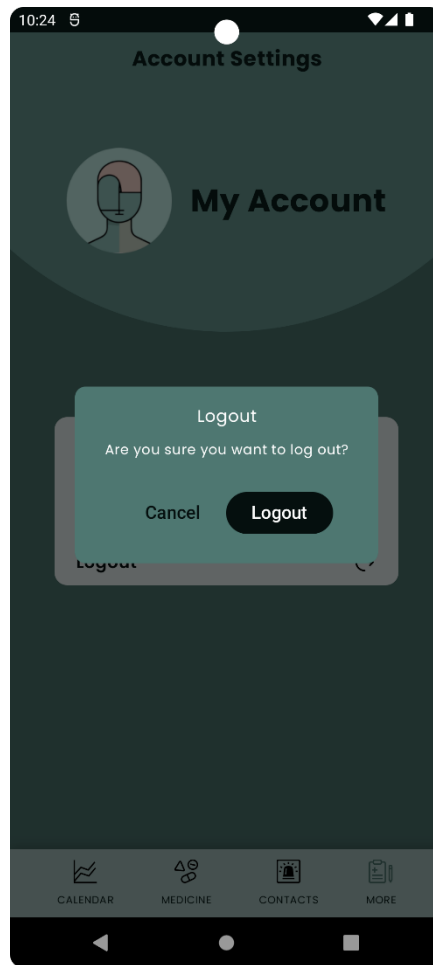 10:24
Account Settings
My Account
Logout
Are you sure you want to log out?
Cancel
Logout
Logout
CALENDAR
MEDICINE
CONTACTS
MORE